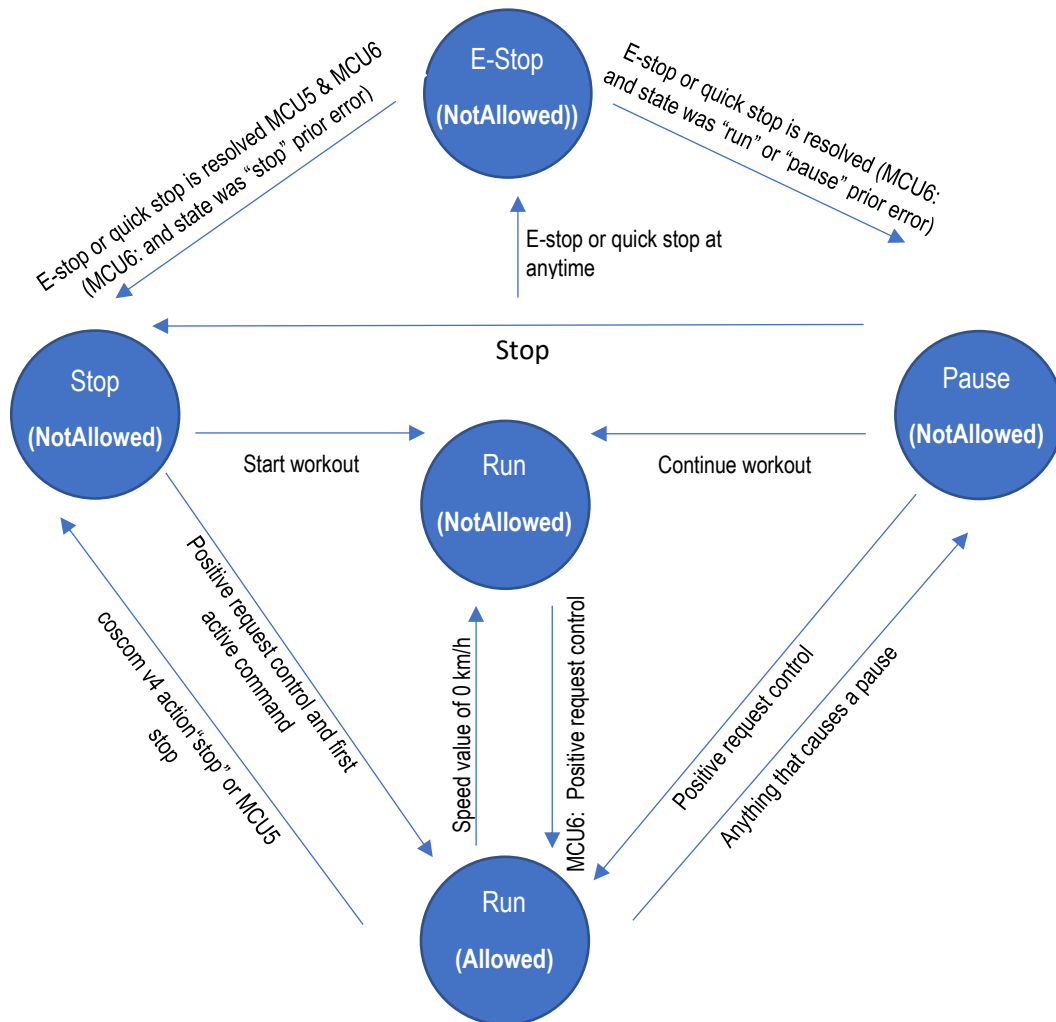 E-Stop
(NotAllowed))
E-stop or quick stop is resolved MCU5 & MCU6
(MCU6: and state was “stop” prior error)
E-stop or quick stop is resolved (MCU6:
and state was “run” or “pause” prior error)
E-stop or quick stop at
anytime
Stop
Stop
(NotAllowed)
Pause
(NotAllowed)
Start workout
Run
(NotAllowed)
Continue workout
Positive request control and first
active command
coscom v4 action“stop” or MCU5
stop
Speed value of 0 km/h
MCU6:  Positive request control
Positive request control
Anything that causes a pause
Run
(Allowed)